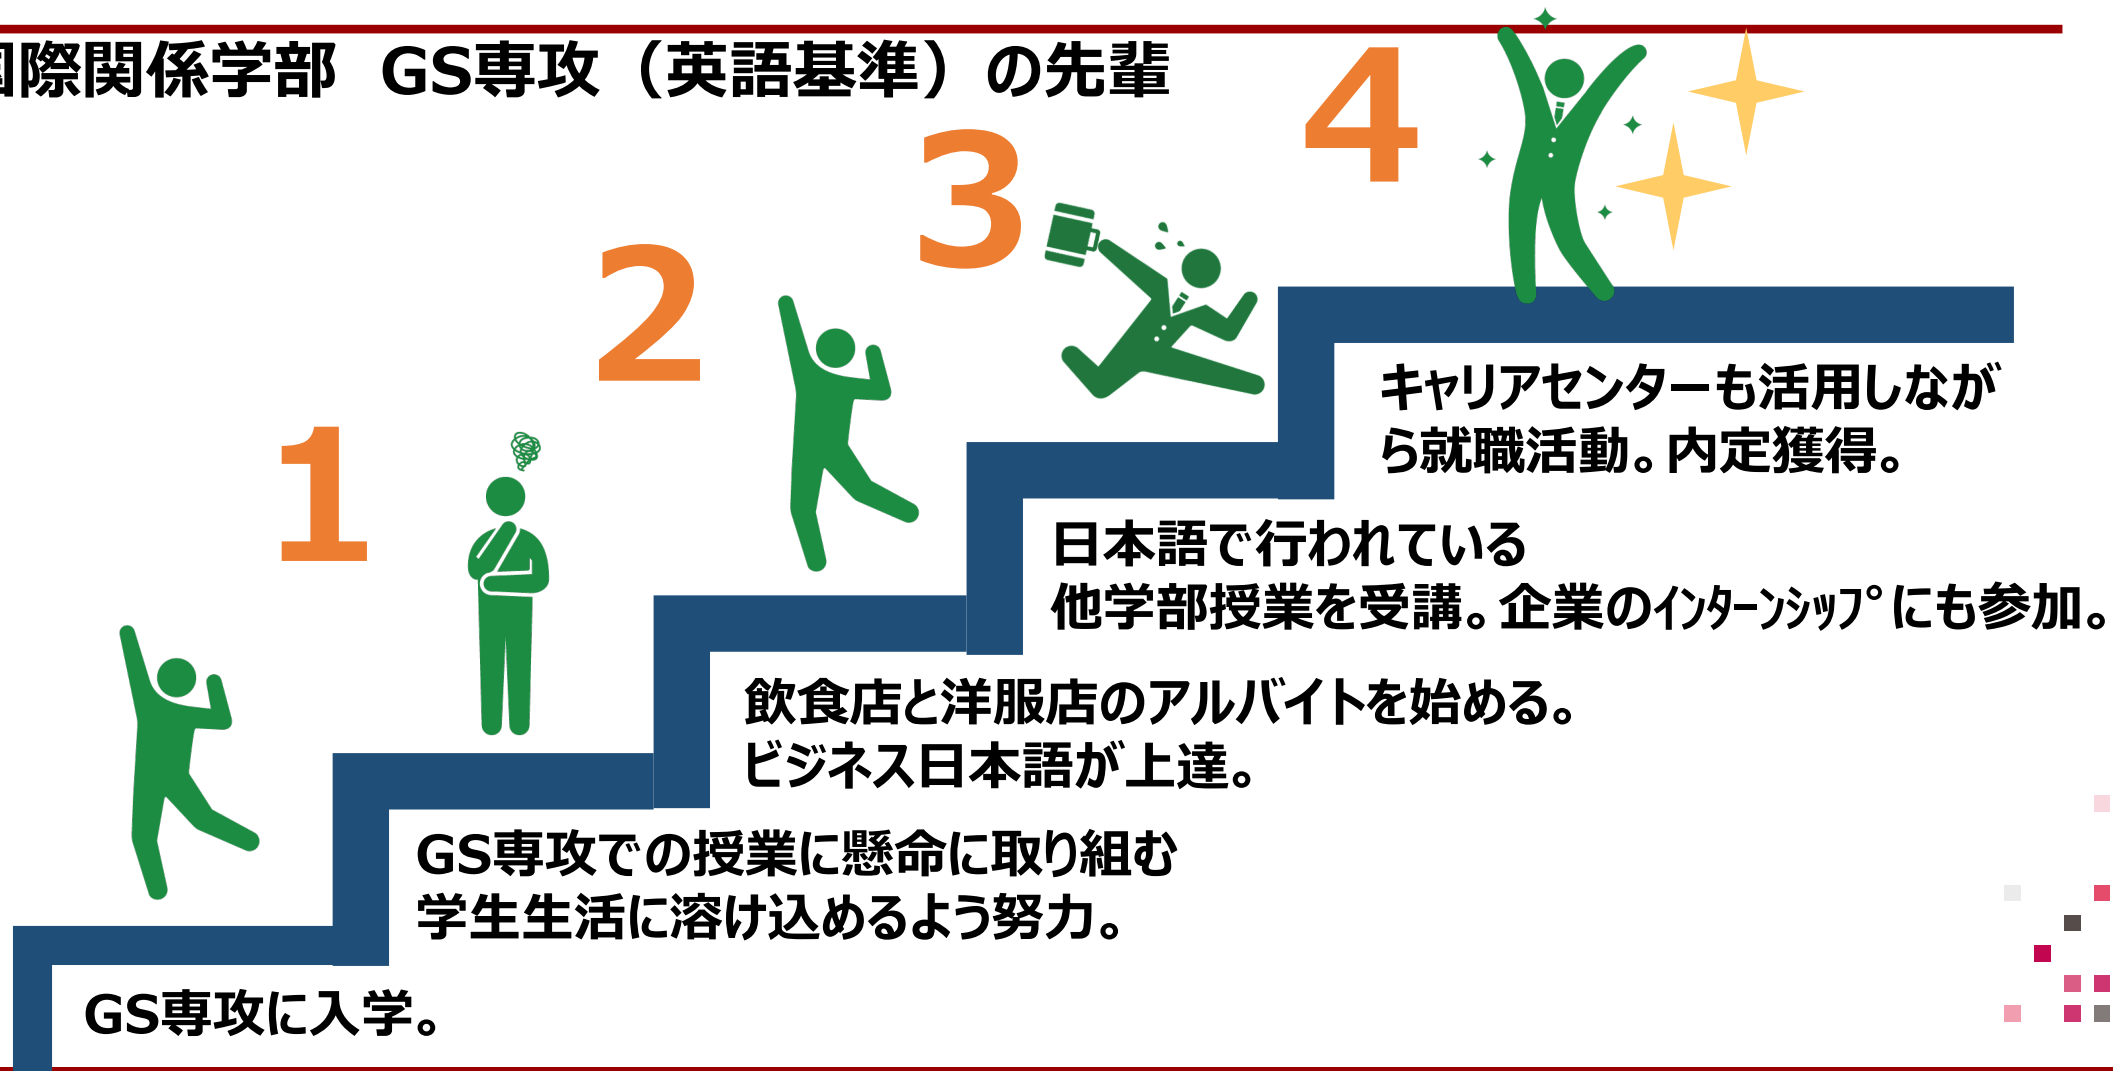 国際関係学部 GS専攻（英語基準）の先輩
4
3
2
1
キャリアセンターも活用しなが
ら就職活動。内定獲得。
日本語で行われている
他学部授業を受講。企業のｲﾝﾀｰﾝｼｯﾌﾟにも参加。
飲食店と洋服店のアルバイトを始める。
ビジネス日本語が上達。
GS専攻での授業に懸命に取り組む
学生生活に溶け込めるよう努力。
GS専攻に入学。